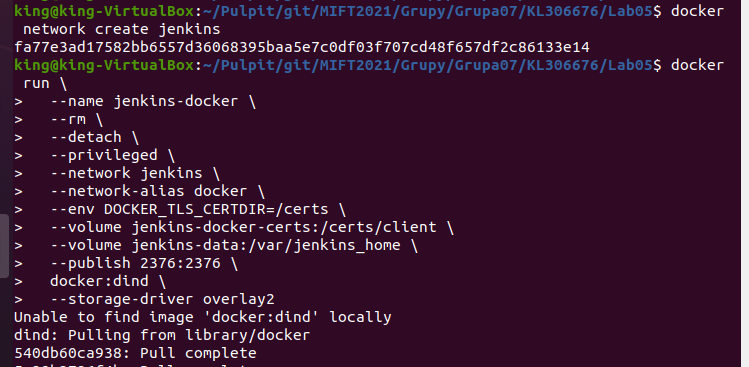 king@king-VirtualBox:~/Pulpit/git/MIFT2021/Grupy/Grupa07/KL306676/Lab05$ docker
 network create jenkins
fa77e3ad17582bb6557d36068395baa5e7c0df03f707cd48f657df2c86133e14
king@king-VirtualBox:~/Pulpit/git/MIFT2021/Grupy/Grupa07/KL306676/Lab05$ docker
 run \
>   --name jenkins-docker \
>   --rm \
>   --detach \
>   --privileged \
>   --network jenkins \
>   --network-alias docker \
>   --env DOCKER_TLS_CERTDIR=/certs \
>   --volume jenkins-docker-certs:/certs/client \
>   --volume jenkins-data:/var/jenkins_home \
>   --publish 2376:2376 \
>   docker:dind \
>   --storage-driver overlay2
Unable to find image 'docker:dind' locally
dind: Pulling from library/docker
540db60ca938: Pull complete